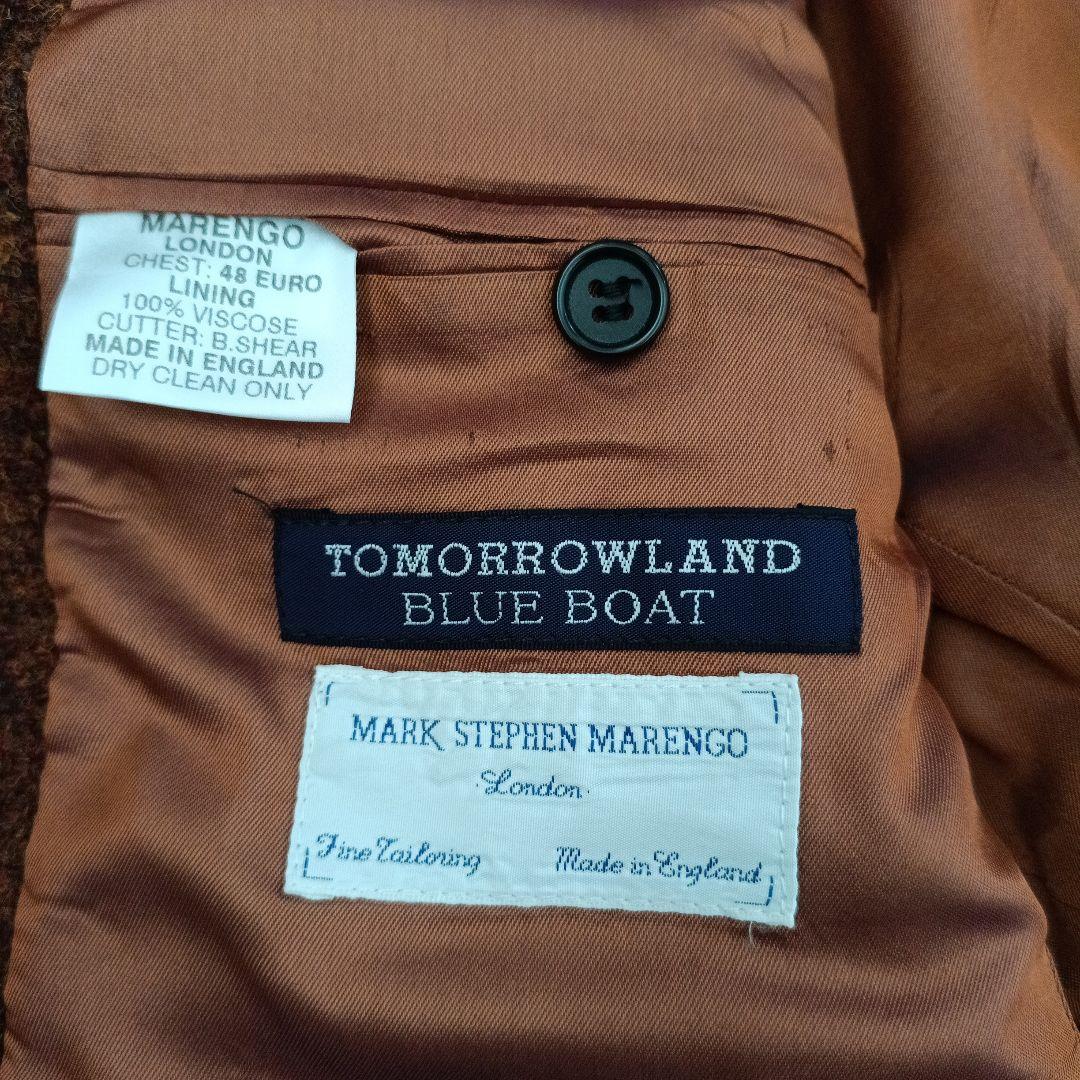 MARENGO
LONDON
CHEST: 48 EURO
LINING
100% VISCOSE
CUTTER: B.SHEAR
MADE IN ENGLAND
DRY CLEAN ONLY
TOMORROWLAND
BLUE BOAT
MARK STEPHEN MARENGO
·London·
Fine Tailoring Made in England